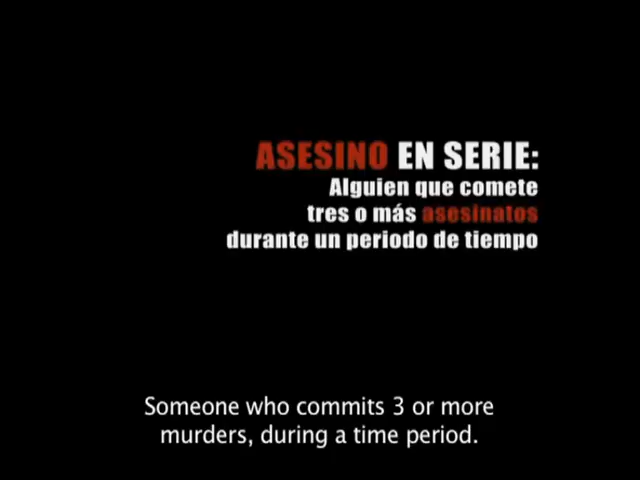 ASESINO EN SERIE:
Alguien que comete
tres o más asesinatos
durante un periodo de tiempo
Someone who commits 3 or more
murders, during a time period.